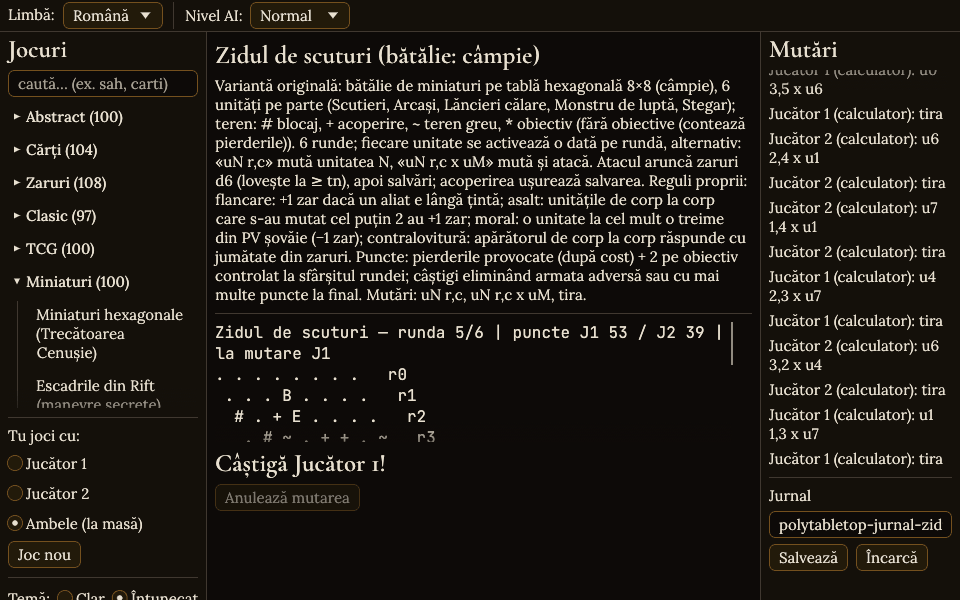 Limbă: Română ▼ Nivel AI: Normal ▼
Jocuri
caută... (ex. sah, carti)
▸ Abstract (100)
▸ Cărți (104)
▸ Zaruri (108)
▸ Clasic (97)
▸ TCG (100)
▾ Miniaturi (100)
Miniaturi hexagonale
(Trecătoarea
Cenușie)
Escadrile din Rift
(manevre secrete)
Tu joci cu:
Jucător 1
Jucător 2
Ambele (la masă)
Joc nou
Temă: Clar Întunecat
Zidul de scuturi (bătălie: câmpie)
Variantă originală: bătălie de miniaturi pe tablă hexagonală 8×8 (câmpie), 6
unități pe parte (Scutieri, Arcași, Lăncieri călare, Monstru de luptă, Stegar);
teren: # blocaj, + acoperire, ~ teren greu, * obiectiv (fără obiective (contează
pierderile)). 6 runde; fiecare unitate se activează o dată pe rundă, alternativ:
«uN r,c» mută unitatea N, «uN r,c x uM» mută și atacă. Atacul aruncă zaruri
d6 (lovește la ≥ tn), apoi salvări; acoperirea ușurează salvarea. Reguli proprii:
flancare: +1 zar dacă un aliat e lângă țintă; asalt: unitățile de corp la corp
care s-au mutat cel puțin 2 au +1 zar; moral: o unitate la cel mult o treime
din PV șovăie (−1 zar); contralovitură: apărătorul de corp la corp răspunde cu
jumătate din zaruri. Puncte: pierderile provocate (după cost) + 2 pe obiectiv
controlat la sfârșitul rundei; câștigi eliminând armata adversă sau cu mai
multe puncte la final. Mutări: uN r,c, uN r,c x uM, tira.
Zidul de scuturi — runda 5/6 | puncte J1 53 / J2 39 |
la mutare J1
. . . . . . . . r0
. . . B . . . . r1
# . + E . . . . r2
. # ~ . + + . ~ r3
Câștigă Jucător 1!
Anulează mutarea
Mutări
Jucător 1 (calculator): u6
3,5 x u6
Jucător 1 (calculator): tira
Jucător 2 (calculator): u6
2,4 x u1
Jucător 2 (calculator): tira
Jucător 2 (calculator): u7
1,4 x u1
Jucător 2 (calculator): tira
Jucător 1 (calculator): u4
2,3 x u7
Jucător 1 (calculator): tira
Jucător 2 (calculator): u6
3,2 x u4
Jucător 2 (calculator): tira
Jucător 1 (calculator): u1
1,3 x u7
Jucător 1 (calculator): tira
Jurnal
polytabletop-jurnal-zid
Salvează Încarcă